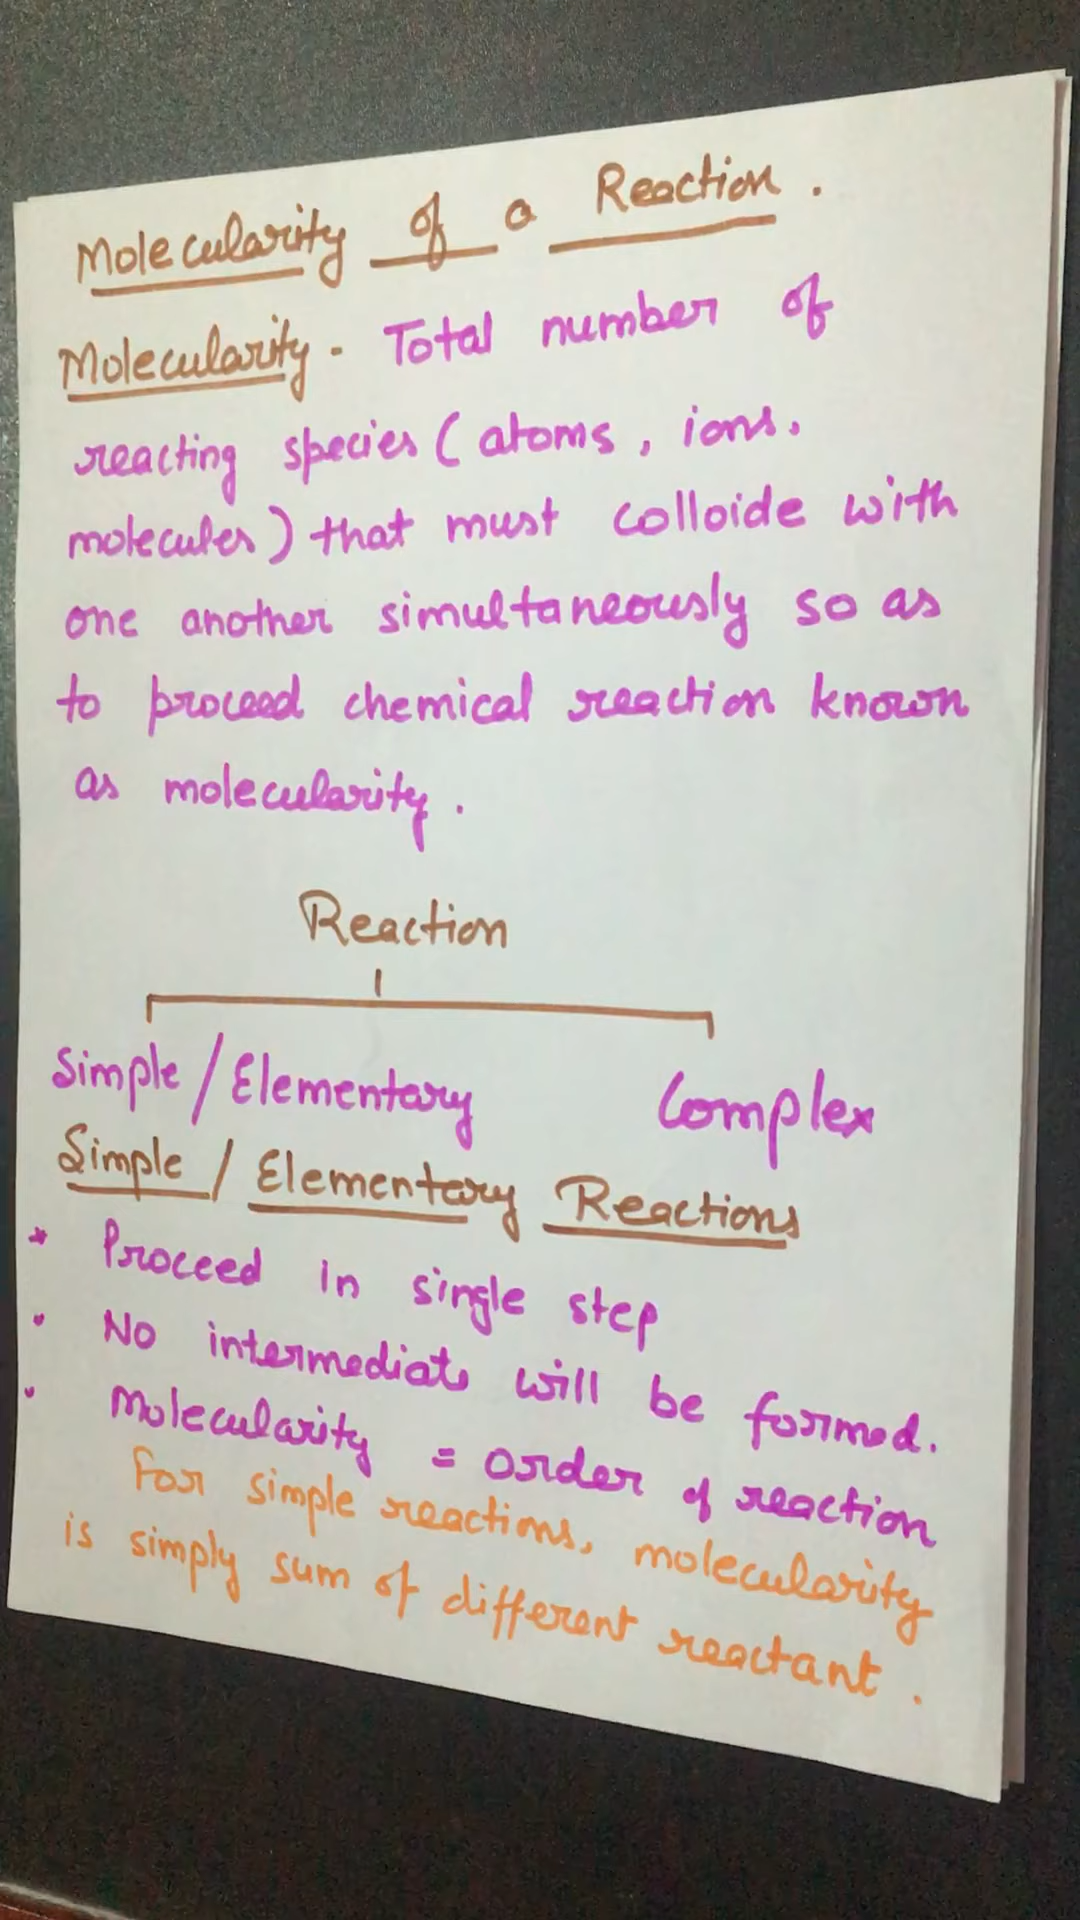 Molecularity of a Reaction.
Molecularity - Total number of
reacting species (atoms, ions,
molecules) that must colloide with
one another simultaneously so as
to proceed chemical reaction known
as molecularity.
Reaction
Simple / Elementary Complex
Simple / Elementary Reactions
* Proceed in single step
• No intermediate will be formed.
• Molecularity = order of reaction
For simple reactions, molecularity
is simply sum of different reactant.